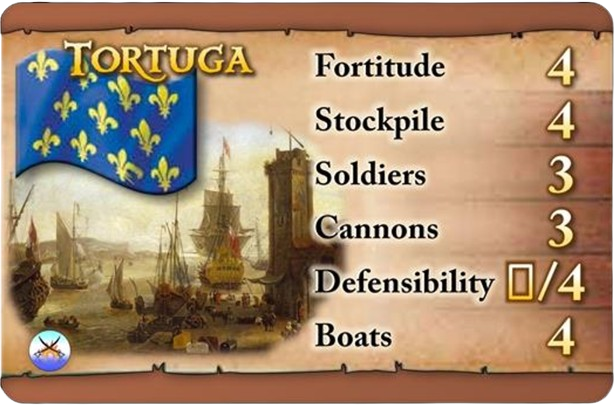 TORTUGA
Fortitude 4
Stockpile 4
Soldiers 3
Cannons 3
Defensibility ▯/4
Boats 4